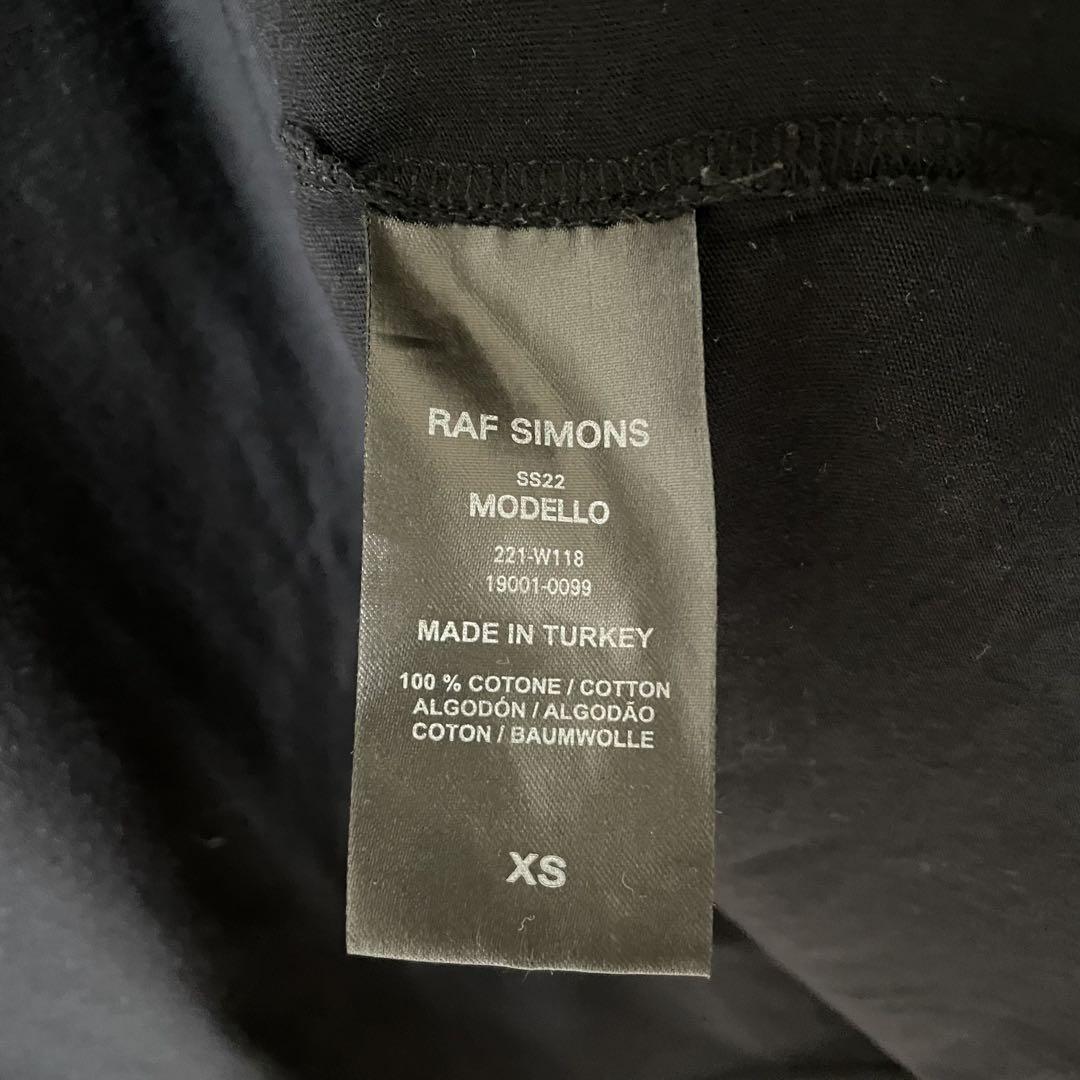 RAF SIMONS
SS22
MODELLO
221-W118
19001-0099
MADE IN TURKEY
100 % COTONE / COTTON
ALGODÓN / ALGODÃO
COTON / BAUMWOLLE
XS